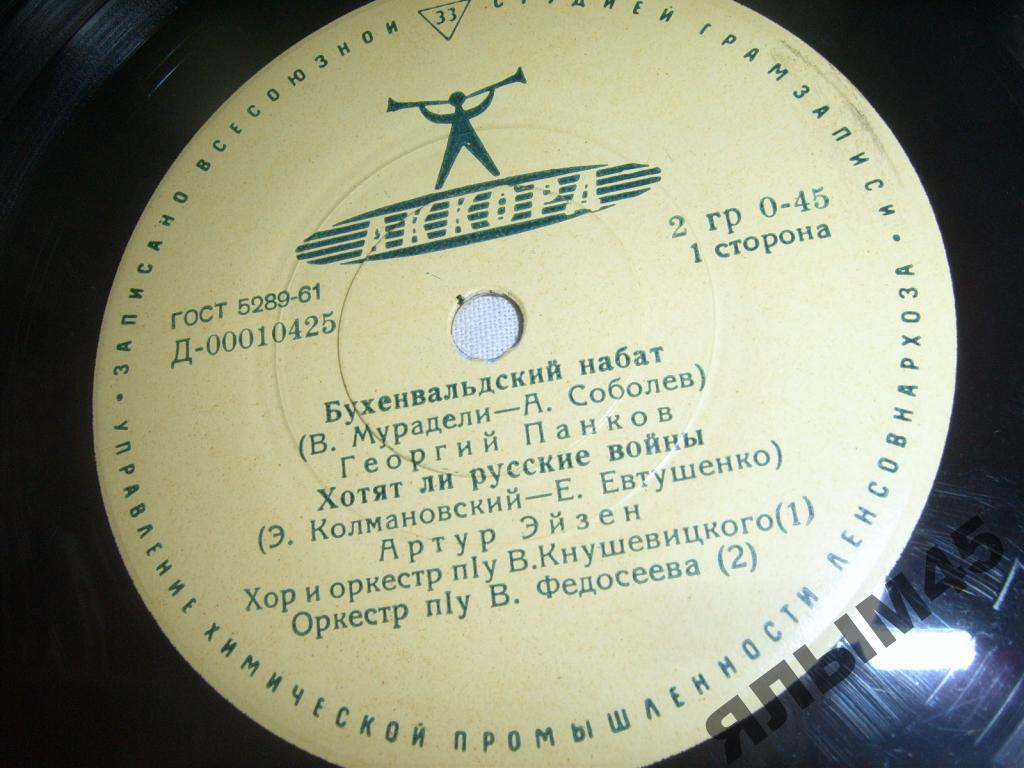 ЗАПИСАНО ВСЕСОЮЗНОЙ СТУДИЕЙ ГРАМЗАПИСИ •
33
АККОРД
2 гр 0-45
1 сторона
ГОСТ 5289-61
Д-00010425
Бухенвальдский набат
(В. Мурадели—А. Соболев)
Георгий Панков
Хотят ли русские войны
(Э. Колмановский—Е. Евтушенко)
Артур Эйзен
Хор и оркестр п/у В.Кнушевицкого(1)
Оркестр п/у В. Федосеева (2)
УПРАВЛЕНИЕ ХИМИЧЕСКОЙ ПРОМЫШЛЕННОСТИ ЛЕНСОВНАРХОЗА •
ЯЛЫМ45